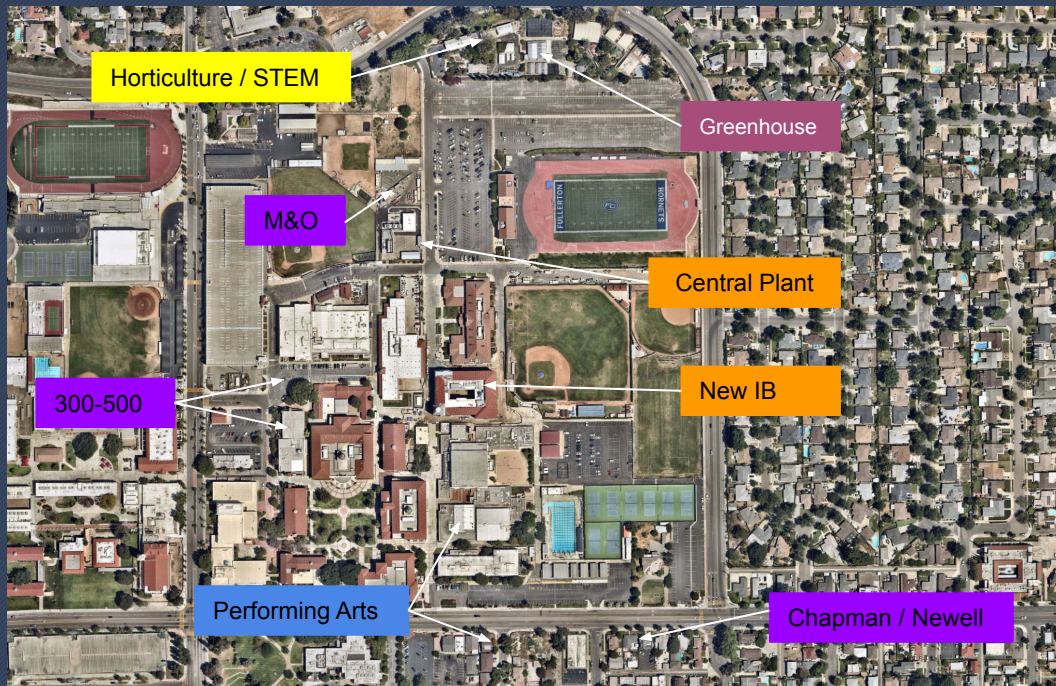 Horticulture / STEM
Greenhouse
M&O
FULLERTON
HORNETS
Central Plant
New IB
300-500
Performing Arts
Chapman / Newell